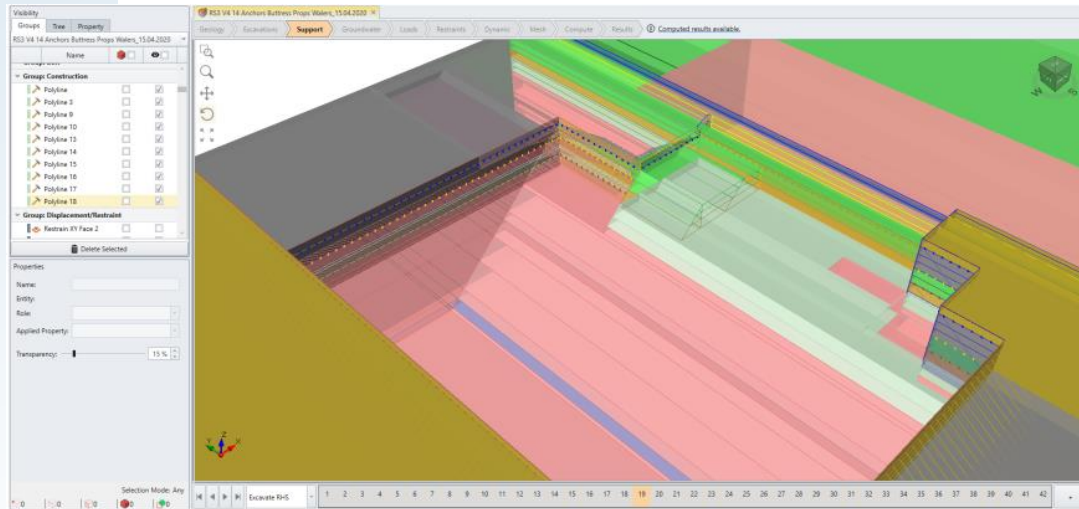 Visibility
Groups Tree Property
RS3 V4 14 Anchors Buttress Props Walers_15.04.2020
Name
Group: Construction
Polyline
Polyline 3
Polyline 9
Polyline 10
Polyline 13
Polyline 14
Polyline 15
Polyline 16
Polyline 17
Polyline 18
Group: Displacement/Restraint
Restrain XY Face 2
Delete Selected
Properties
Name:
Entity:
Role:
Applied Property:
Transparency: 15 %
Selection Mode: Any
0 0 0 0 0
RS3 V4 14 Anchors Buttress Props Walers_15.04.2020 ×
Geology Excavations Support Groundwater Loads Restraints Dynamic Mesh Compute Results Computed results available.
W S
Y Z X
Excavate RHS 1 2 3 4 5 6 7 8 9 10 11 12 13 14 15 16 17 18 19 20 21 22 23 24 25 26 27 28 29 30 31 32 33 34 35 36 37 38 39 40 41 42